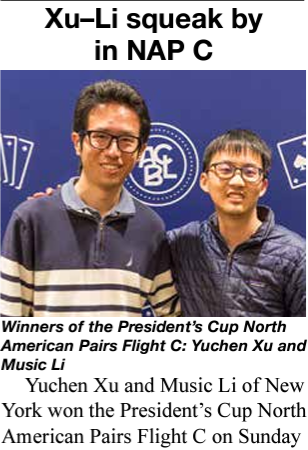 Xu–Li squeak by
in NAP C
ACBL
Winners of the President's Cup North
American Pairs Flight C: Yuchen Xu and
Music Li
Yuchen Xu and Music Li of New
York won the President's Cup North
American Pairs Flight C on Sunday